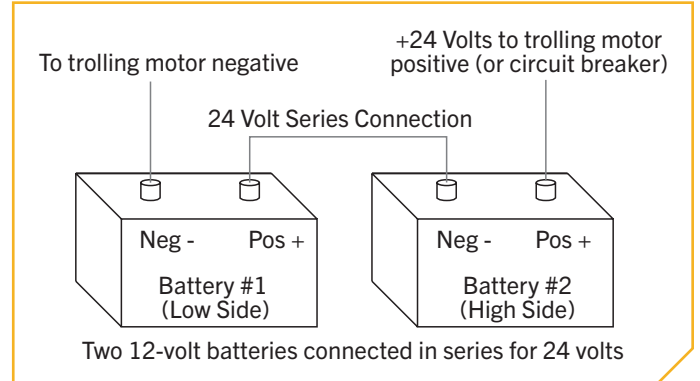 To trolling motor negative
+24 Volts to trolling motor
positive (or circuit breaker)
24 Volt Series Connection
Neg -
Pos +
Battery #1
(Low Side)
Neg -
Pos +
Battery #2
(High Side)
Two 12-volt batteries connected in series for 24 volts